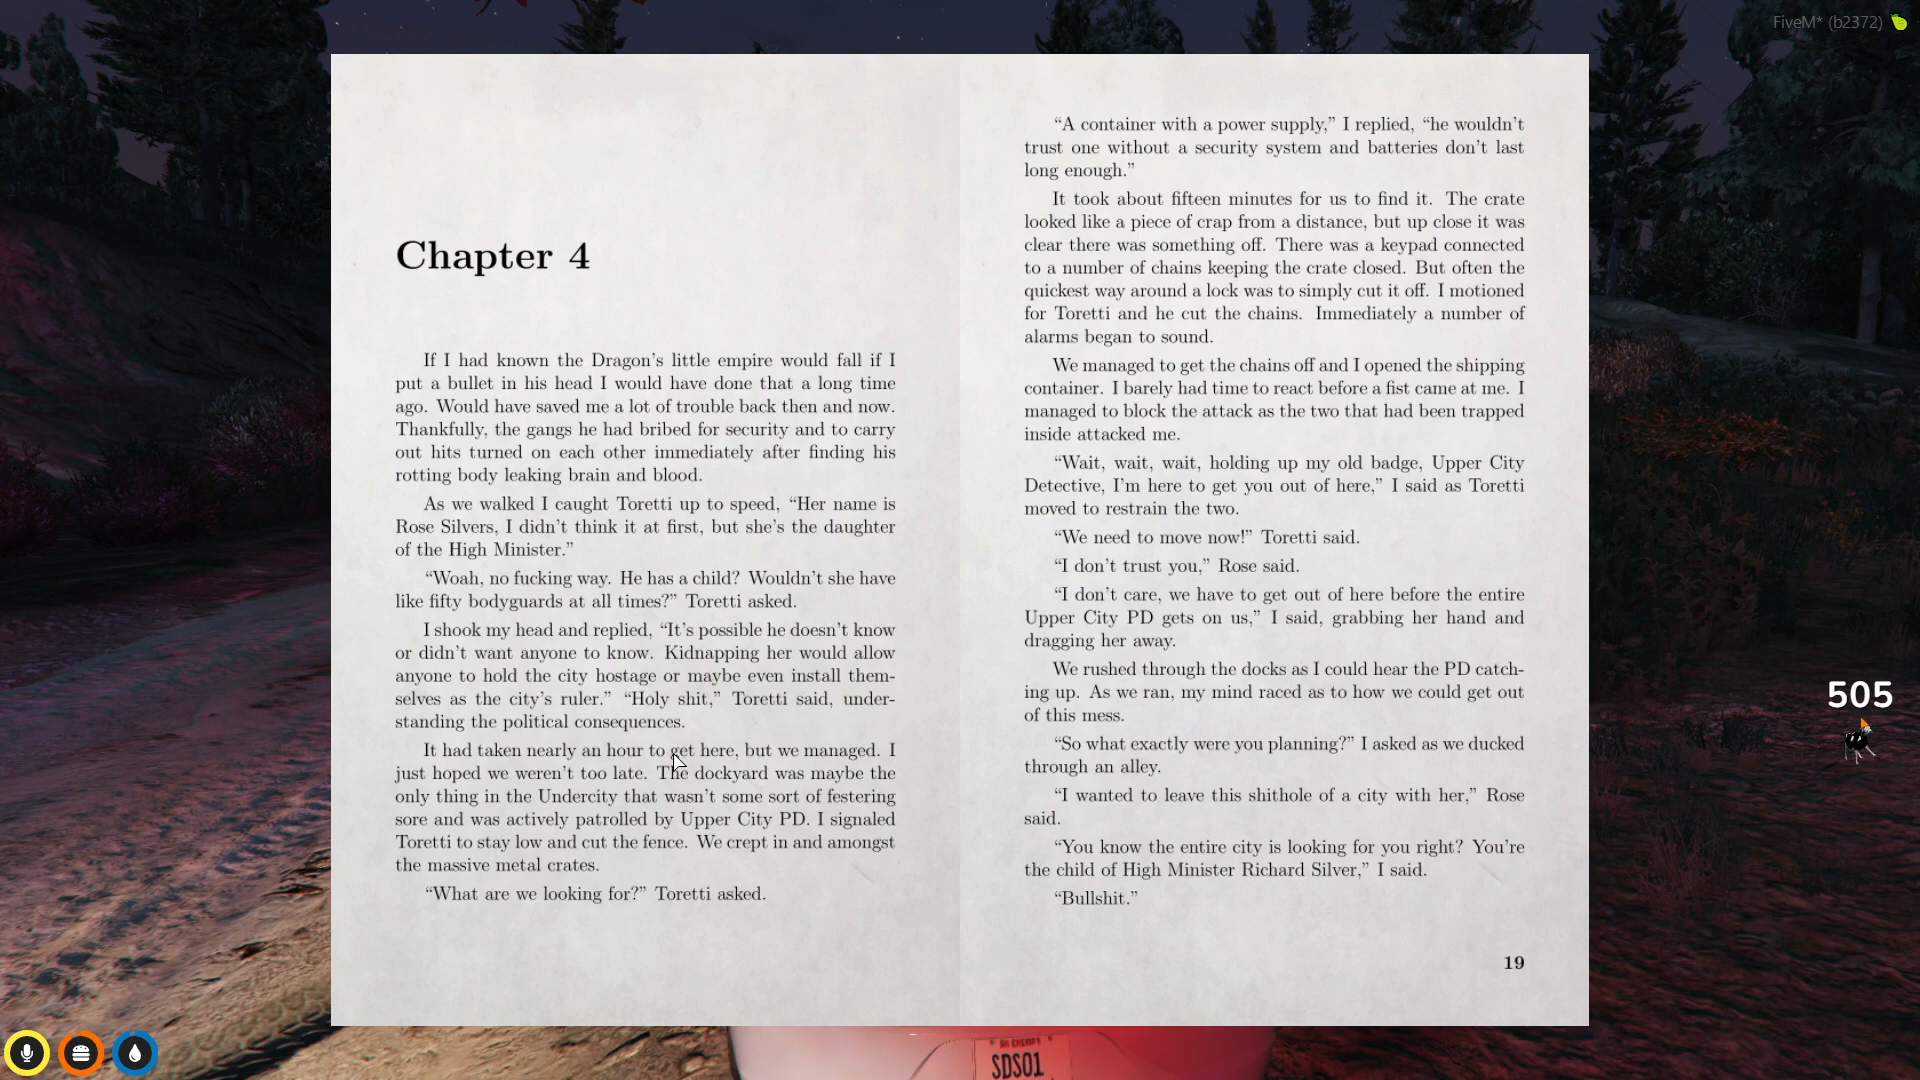 FiveM* (b2372)
Chapter 4
If I had known the Dragon's little empire would fall if I
put a bullet in his head I would have done that a long time
ago. Would have saved me a lot of trouble back then and now.
Thankfully, the gangs he had bribed for security and to carry
out hits turned on each other immediately after finding his
rotting body leaking brain and blood.
As we walked I caught Toretti up to speed, “Her name is
Rose Silvers, I didn't think it at first, but she's the daughter
of the High Minister.”
“Woah, no fucking way. He has a child? Wouldn't she have
like fifty bodyguards at all times?” Toretti asked.
I shook my head and replied, “It's possible he doesn't know
or didn't want anyone to know. Kidnapping her would allow
anyone to hold the city hostage or maybe even install them-
selves as the city's ruler.” “Holy shit,” Toretti said, under-
standing the political consequences.
It had taken nearly an hour to get here, but we managed. I
just hoped we weren't too late. The dockyard was maybe the
only thing in the Undercity that wasn't some sort of festering
sore and was actively patrolled by Upper City PD. I signaled
Toretti to stay low and cut the fence. We crept in and amongst
the massive metal crates.
“What are we looking for?” Toretti asked.
“A container with a power supply,” I replied, “he wouldn't
trust one without a security system and batteries don't last
long enough.”
It took about fifteen minutes for us to find it. The crate
looked like a piece of crap from a distance, but up close it was
clear there was something off. There was a keypad connected
to a number of chains keeping the crate closed. But often the
quickest way around a lock was to simply cut it off. I motioned
for Toretti and he cut the chains. Immediately a number of
alarms began to sound.
We managed to get the chains off and I opened the shipping
container. I barely had time to react before a fist came at me. I
managed to block the attack as the two that had been trapped
inside attacked me.
“Wait, wait, wait, holding up my old badge, Upper City
Detective, I'm here to get you out of here,” I said as Toretti
moved to restrain the two.
“We need to move now!” Toretti said.
“I don't trust you,” Rose said.
“I don't care, we have to get out of here before the entire
Upper City PD gets on us,” I said, grabbing her hand and
dragging her away.
We rushed through the docks as I could hear the PD catch-
ing up. As we ran, my mind raced as to how we could get out
of this mess.
“So what exactly were you planning?” I asked as we ducked
through an alley.
“I wanted to leave this shithole of a city with her,” Rose
said.
“You know the entire city is looking for you right? You're
the child of High Minister Richard Silver,” I said.
“Bullshit.”
19
505
SDS01